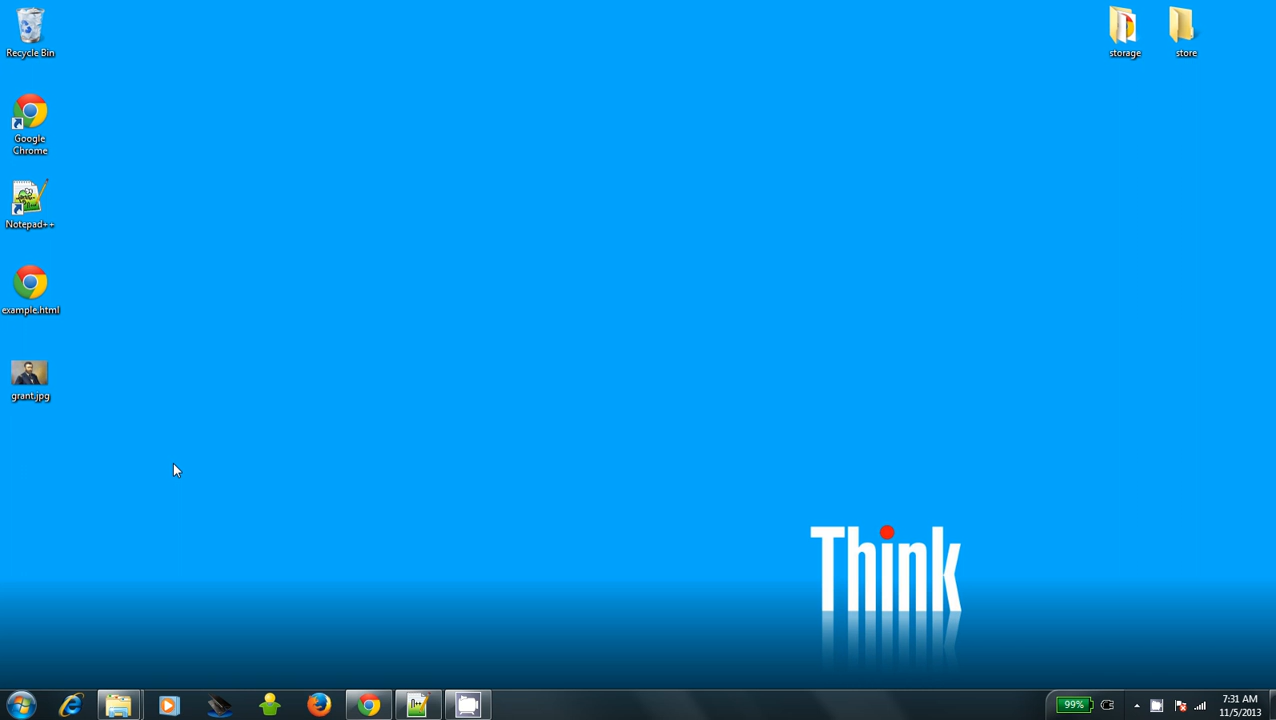 Recycle Bin
Google
Chrome
Notepad++
example.html
grant.jpg
storage
store
Think
99%
7:31 AM
11/5/2013